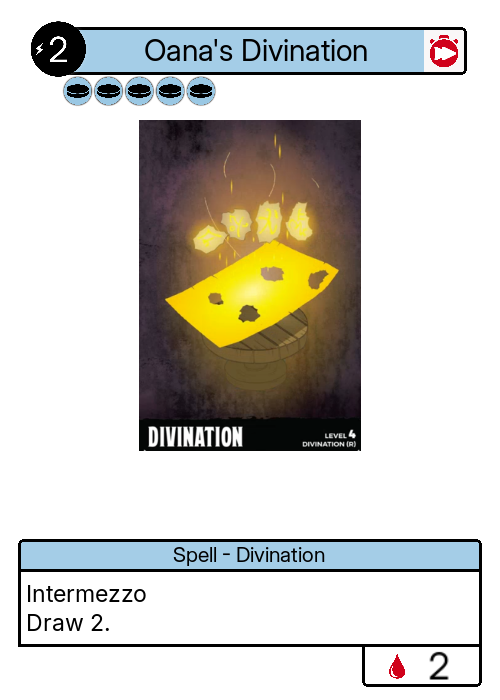 2
Oana's Divination
DIVINATION
LEVEL 4
DIVINATION (R)
Spell - Divination
Intermezzo
Draw 2.
2